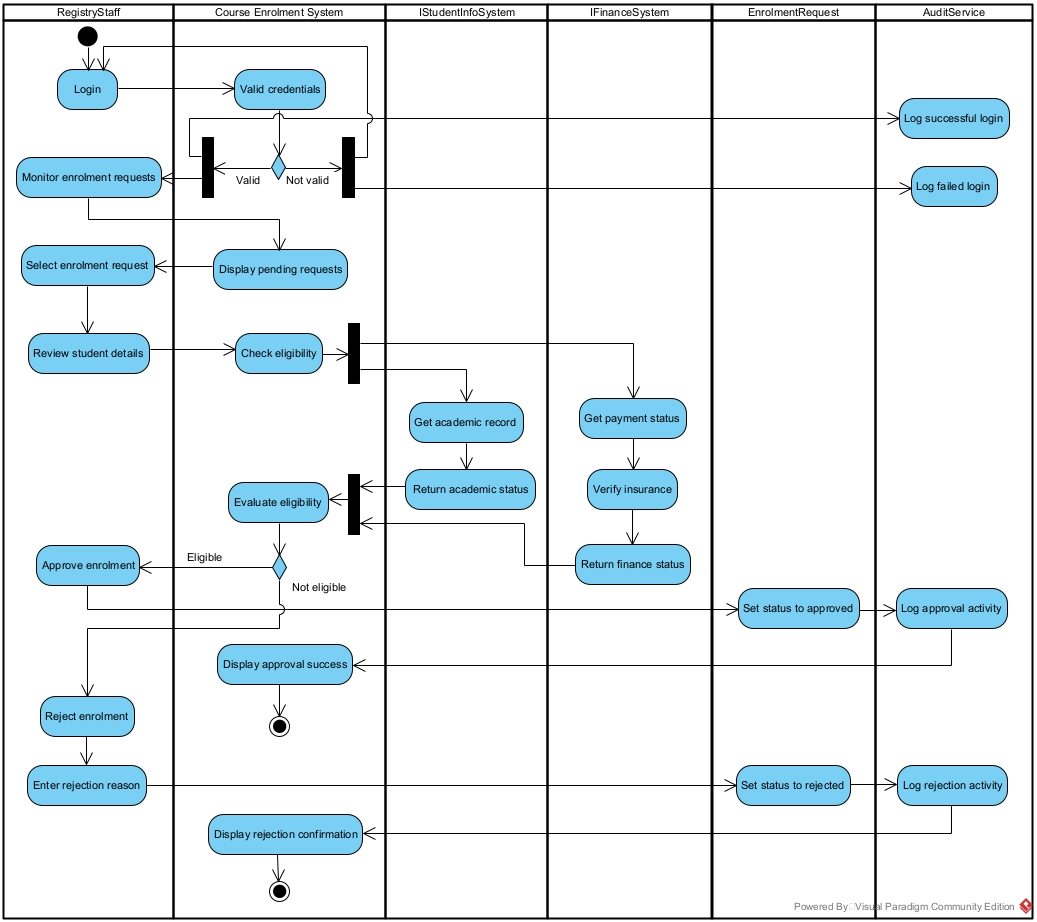 RegistryStaff
Course Enrolment System
IStudentInfoSystem
IFinanceSystem
EnrolmentRequest
AuditService
Login
Valid credentials
Log successful login
Valid
Not valid
Monitor enrolment requests
Log failed login
Select enrolment request
Display pending requests
Review student details
Check eligibility
Get academic record
Get payment status
Evaluate eligibility
Return academic status
Verify insurance
Eligible
Approve enrolment
Return finance status
Not eligible
Set status to approved
Log approval activity
Display approval success
Reject enrolment
Enter rejection reason
Set status to rejected
Log rejection activity
Display rejection confirmation
Powered By Visual Paradigm Community Edition